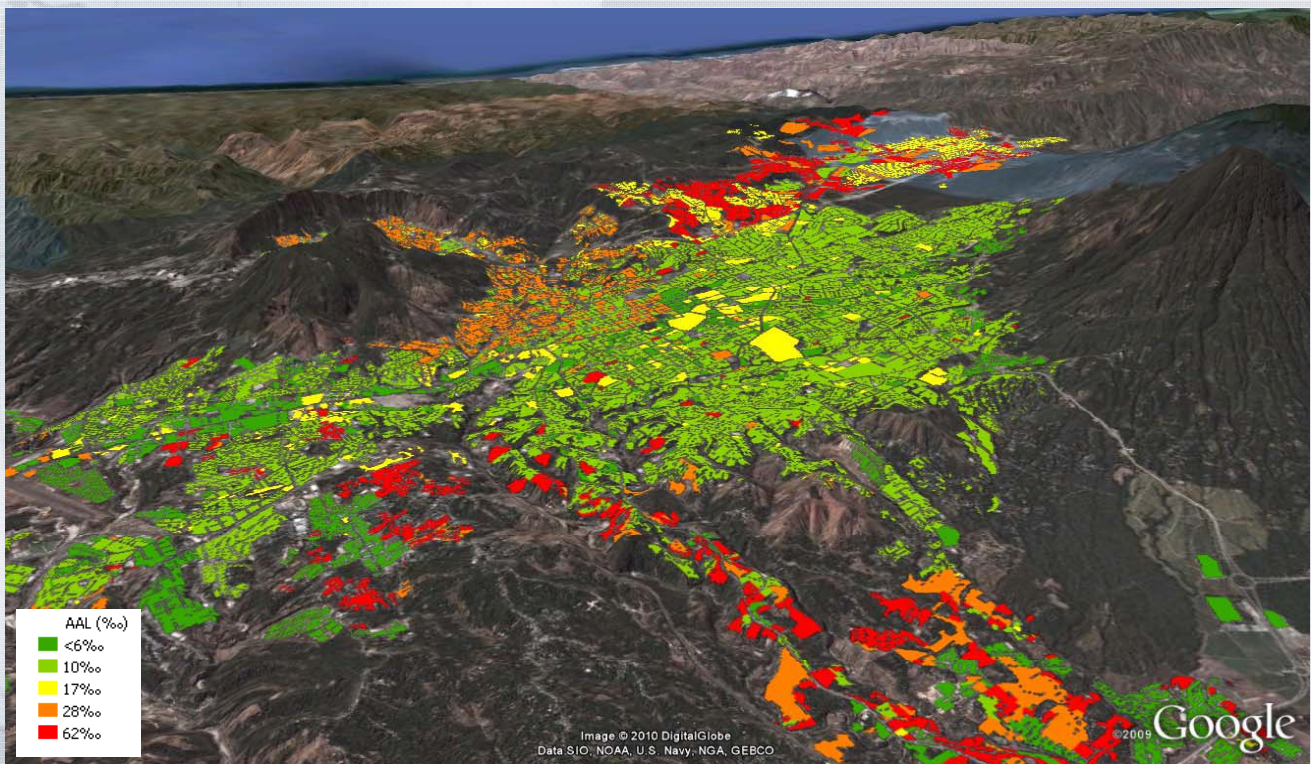 AAL (‰)
<6‰
10‰
17‰
28‰
62‰
Image © 2010 DigitalGlobe
Data SIO, NOAA, U.S. Navy, NGA, GEBCO
©2009 Google